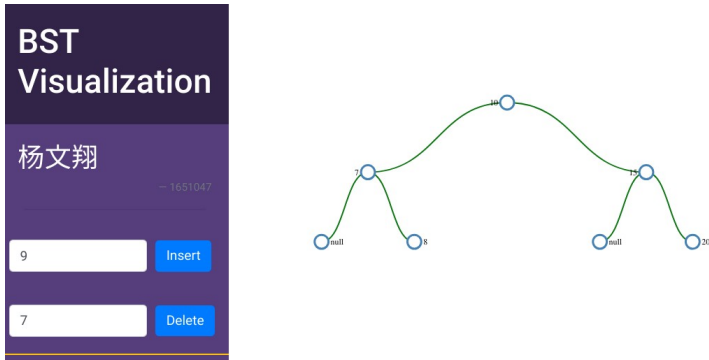 BST
Visualization
杨文翔
— 1651047
9
Insert
7
Delete
10
7
15
null
8
null
20